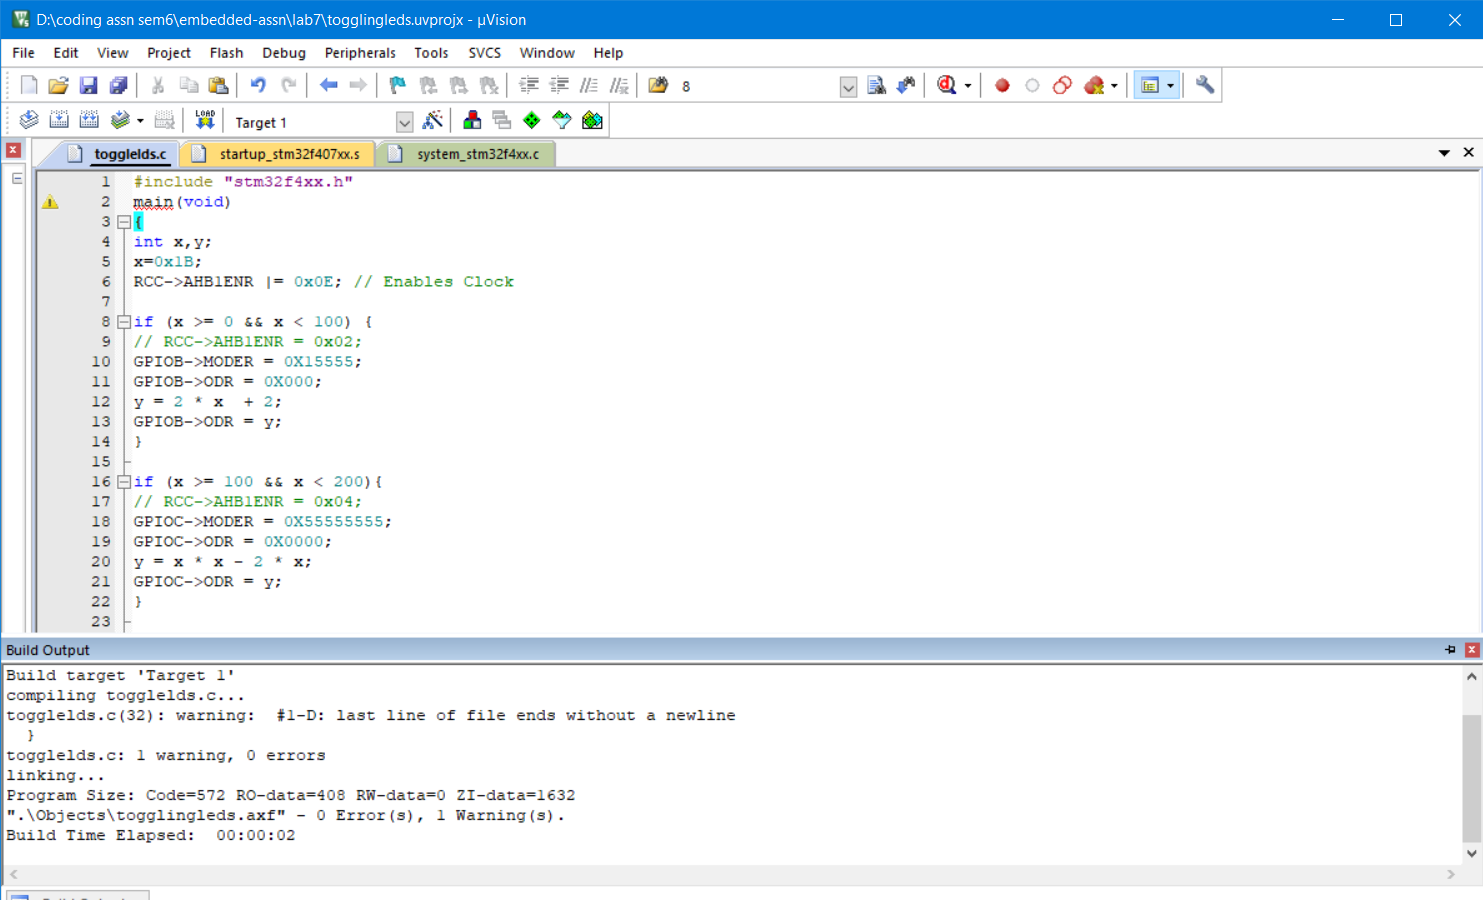 D:\coding assn sem6\embedded-assn\lab7\togglingleds.uvprojx - µVision
File Edit View Project Flash Debug Peripherals Tools SVCS Window Help
8
LOAD Target 1
togglelds.c startup_stm32f407xx.s system_stm32f4xx.c
1 #include "stm32f4xx.h"
2 main(void)
3 {
4 int x,y;
5 x=0x1B;
6 RCC->AHB1ENR |= 0x0E; // Enables Clock
7
8 if (x >= 0 && x < 100) {
9 // RCC->AHB1ENR = 0x02;
10 GPIOB->MODER = 0X15555;
11 GPIOB->ODR = 0X000;
12 y = 2 * x  + 2;
13 GPIOB->ODR = y;
14 }
15
16 if (x >= 100 && x < 200){
17 // RCC->AHB1ENR = 0x04;
18 GPIOC->MODER = 0X55555555;
19 GPIOC->ODR = 0X0000;
20 y = x * x - 2 * x;
21 GPIOC->ODR = y;
22 }
23
Build Output
Build target 'Target 1'
compiling togglelds.c...
togglelds.c(32): warning:  #1-D: last line of file ends without a newline
}
togglelds.c: 1 warning, 0 errors
linking...
Program Size: Code=572 RO-data=408 RW-data=0 ZI-data=1632
".\Objects\togglingleds.axf" - 0 Error(s), 1 Warning(s).
Build Time Elapsed:  00:00:02